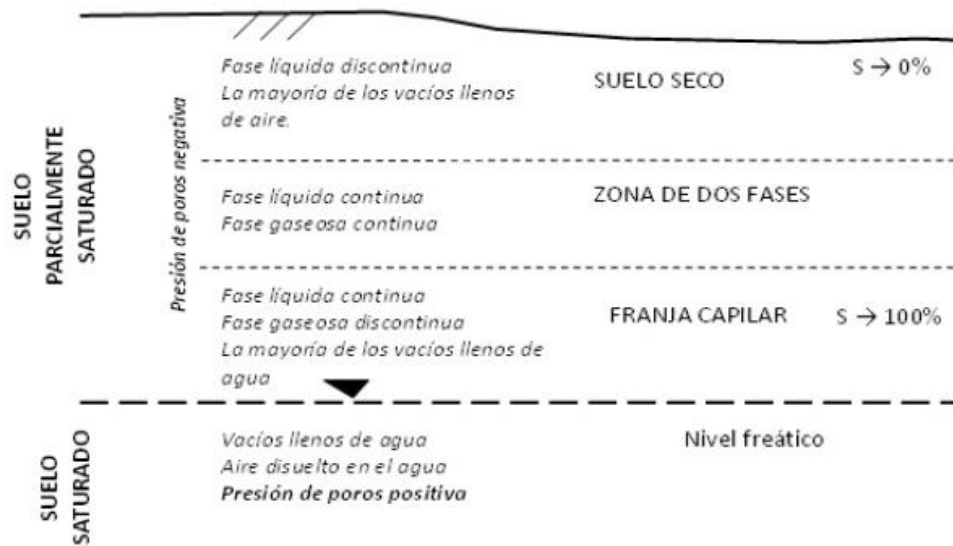 Fase líquida discontinua
La mayoría de los vacíos llenos
de aire.
SUELO SECO
S → 0%
SUELO
PARCIALMENTE
SATURADO
Presión de poros negativa
Fase líquida continua
Fase gaseosa continua
ZONA DE DOS FASES
Fase líquida continua
Fase gaseosa discontinua
La mayoría de los vacíos llenos de
agua
FRANJA CAPILAR
S → 100%
SUELO
SATURADO
Vacíos llenos de agua
Aire disuelto en el agua
Presión de poros positiva
Nivel freático